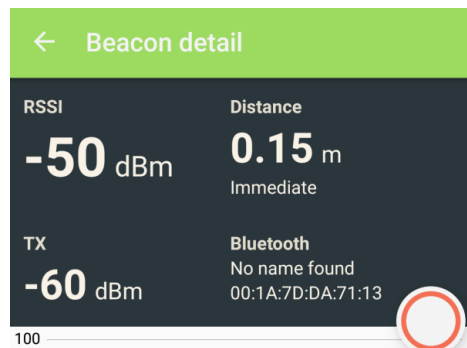 Beacon detail
RSSI
-50 dBm
Distance
0.15 m
Immediate
TX
-60 dBm
Bluetooth
No name found
00:1A:7D:DA:71:13
100